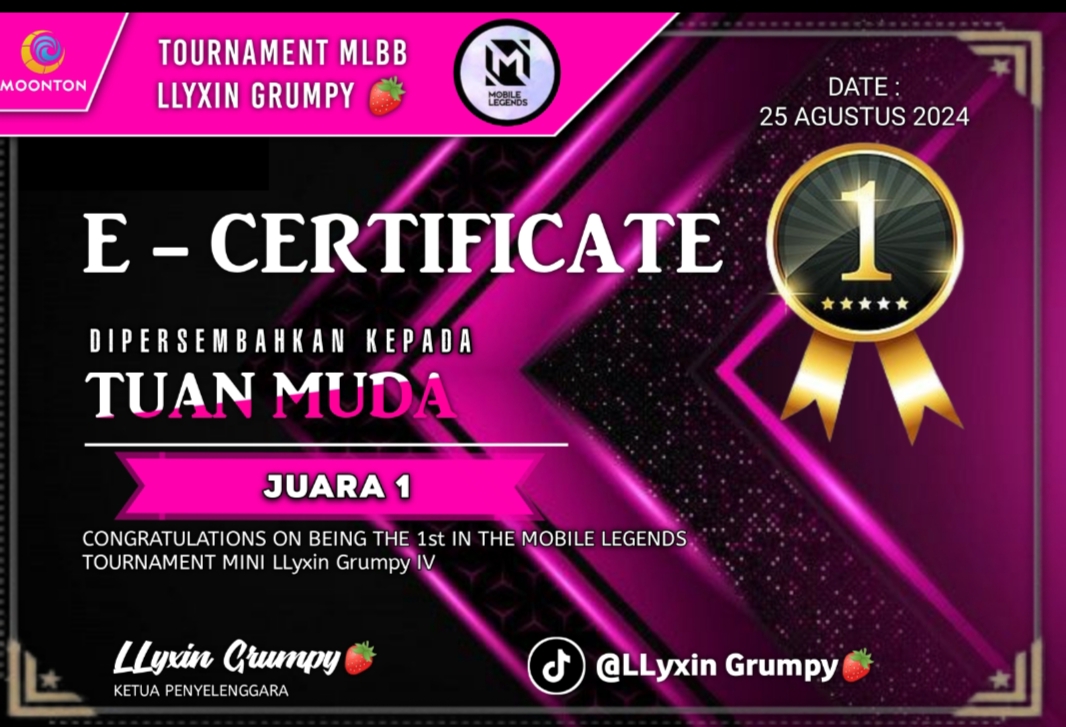 MOONTON
TOURNAMENT MLBB
LLYXIN GRUMPY 🍓
MOBILE
LEGENDS
DATE :
25 AGUSTUS 2024
1
E – CERTIFICATE
DIPERSEMBAHKAN KEPADA
TUAN MUDA
JUARA 1
CONGRATULATIONS ON BEING THE 1st IN THE MOBILE LEGENDS
TOURNAMENT MINI LLyxin Grumpy IV
LLyxin Grumpy🍓
KETUA PENYELENGGARA
@LLyxin Grumpy🍓